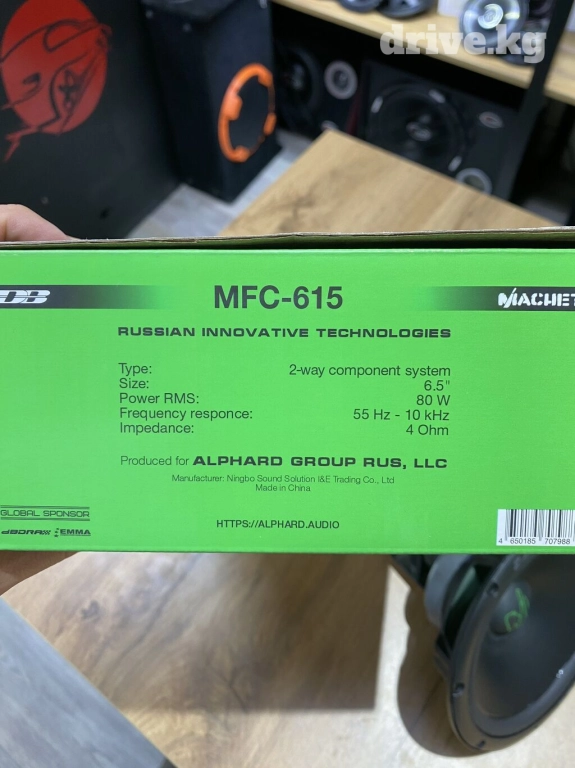 drive.kg
DB
MFC-615
MACHET
RUSSIAN INNOVATIVE TECHNOLOGIES
Type: 2-way component system
Size: 6.5"
Power RMS: 80 W
Frequency responce: 55 Hz - 10 kHz
Impedance: 4 Ohm
Produced for ALPHARD GROUP RUS, LLC
Manufacturer: Ningbo Sound Solution I&E Trading Co., Ltd
Made in China
GLOBAL SPONSOR
dBDRA EMMA
HTTPS://ALPHARD.AUDIO
4 650185 707988